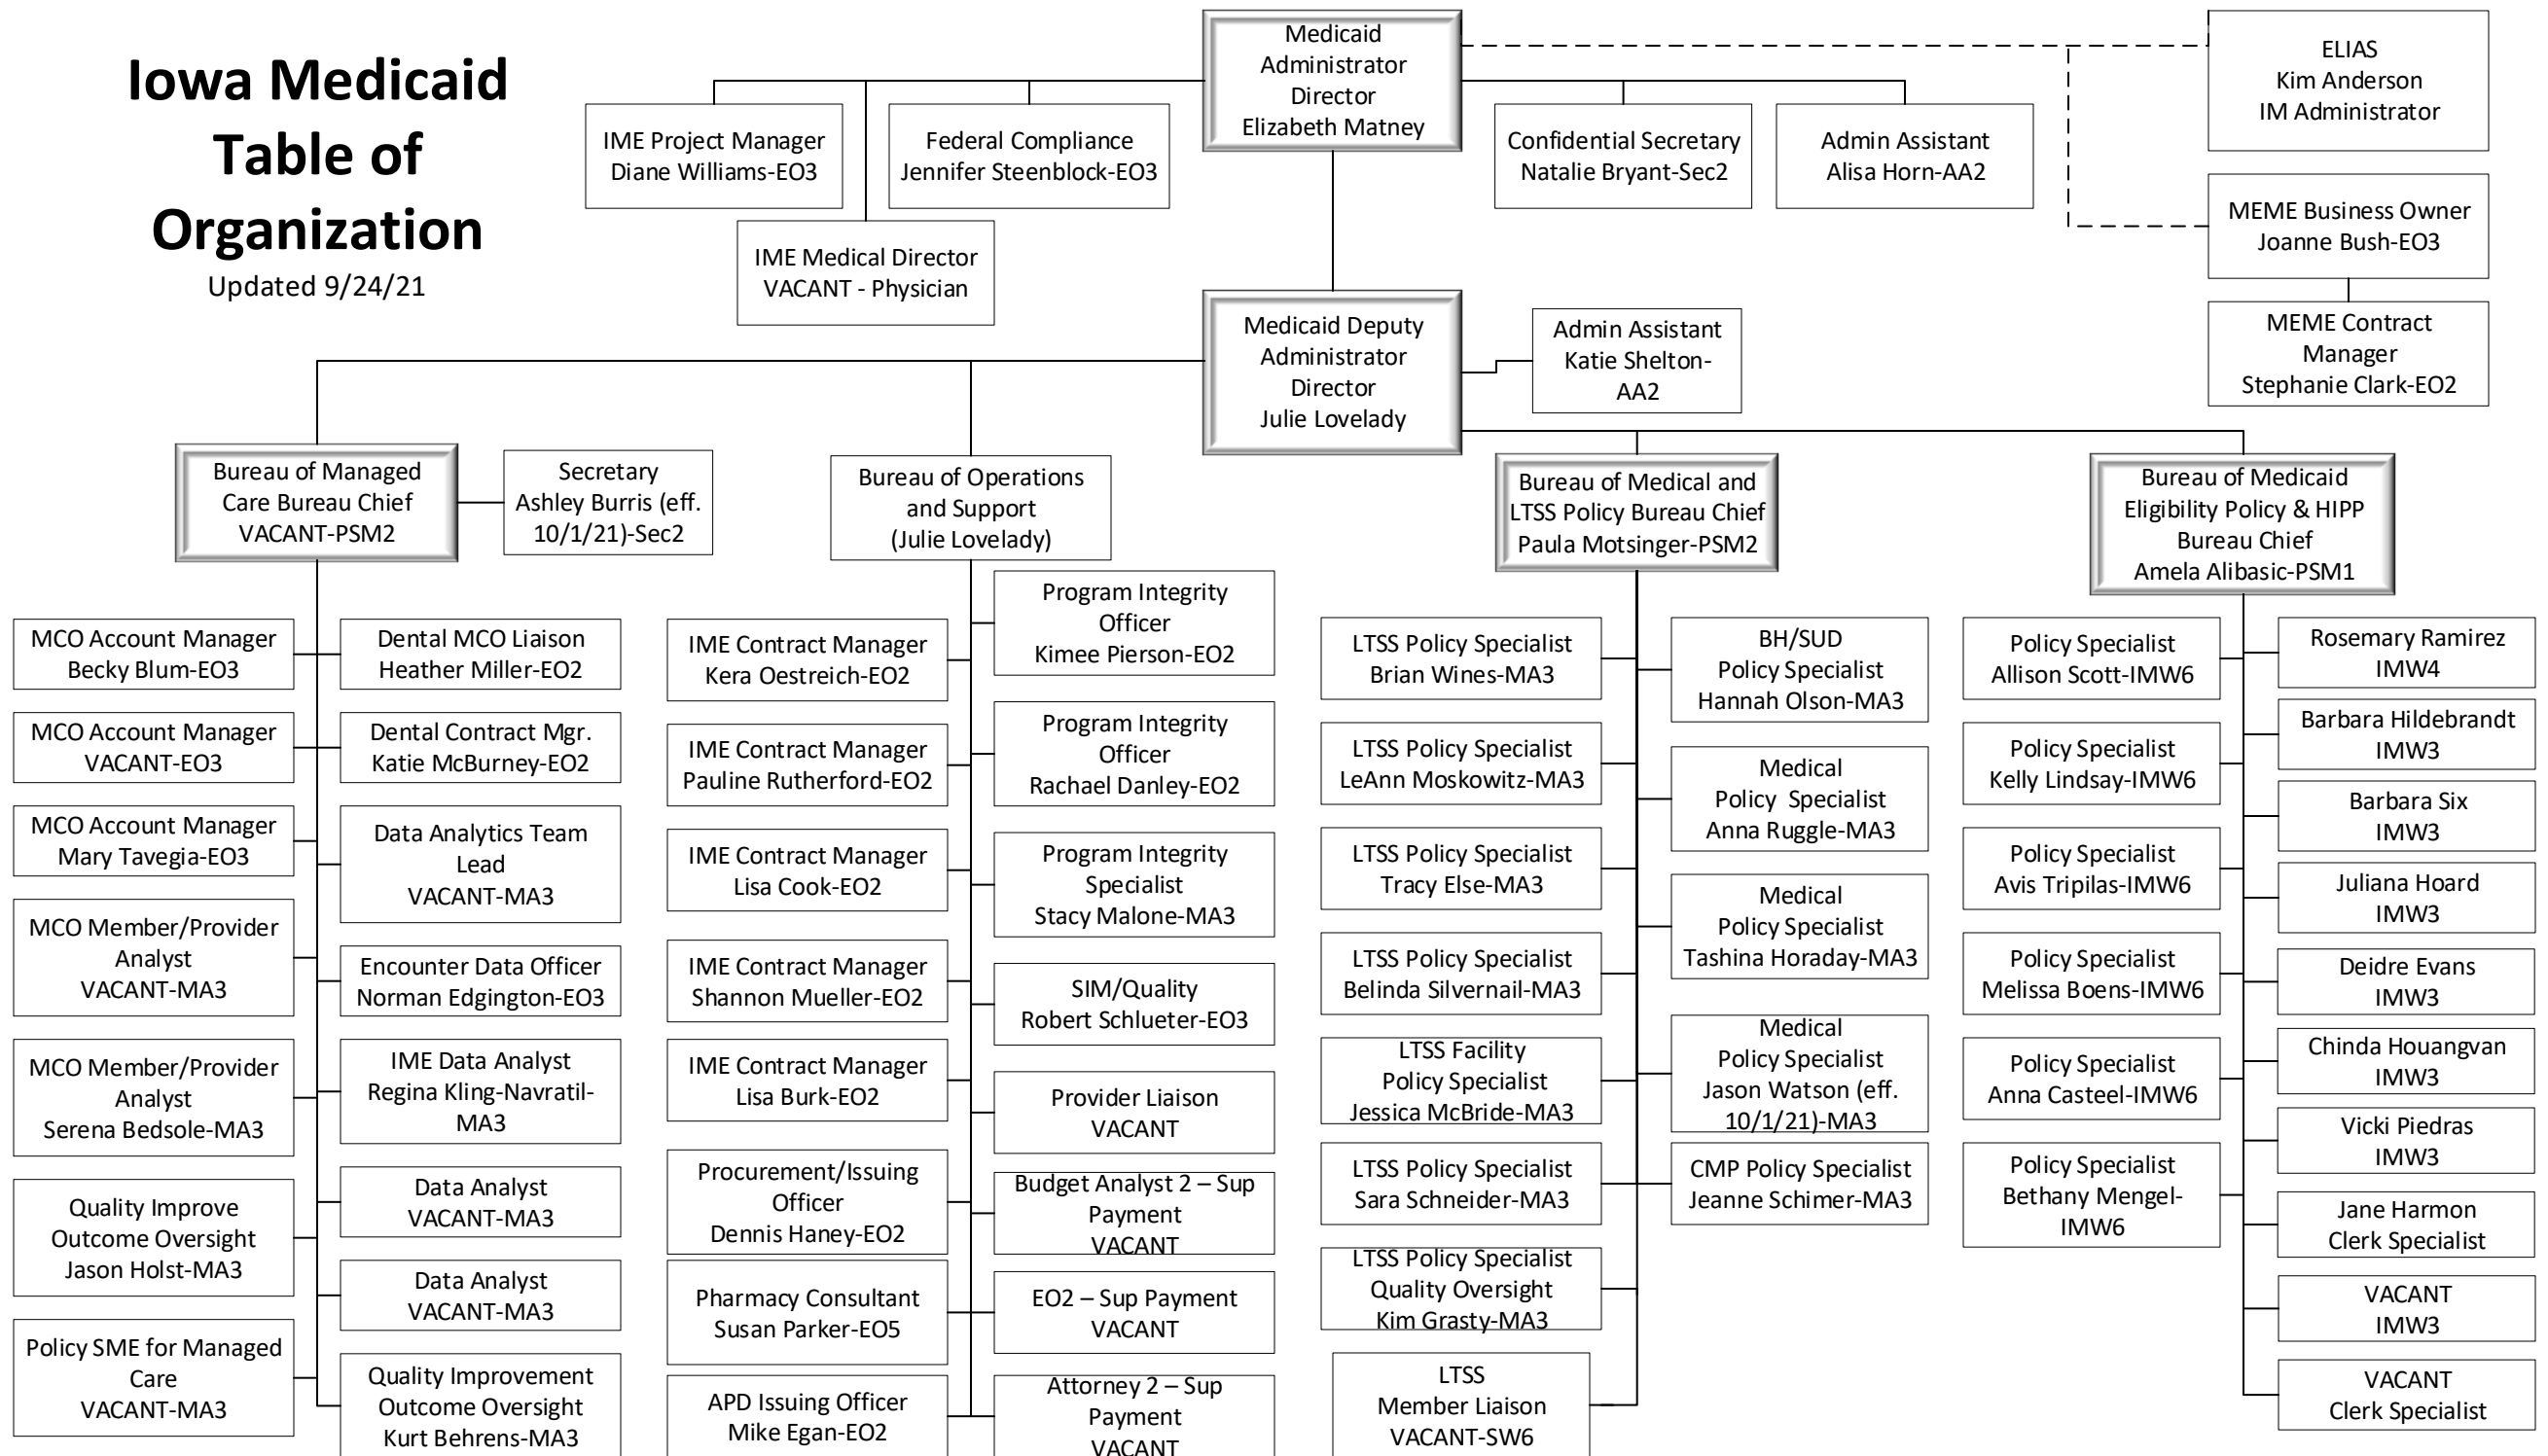 Iowa Medicaid
Table of
Organization
Updated 9/24/21
Medicaid
Administrator
Director
Elizabeth Matney
IME Project Manager
Diane Williams-EO3
Federal Compliance
Jennifer Steenblock-EO3
IME Medical Director
VACANT - Physician
Confidential Secretary
Natalie Bryant-Sec2
Admin Assistant
Alisa Horn-AA2
ELIAS
Kim Anderson
IM Administrator
MEME Business Owner
Joanne Bush-EO3
MEME Contract
Manager
Stephanie Clark-EO2
Medicaid Deputy
Administrator
Director
Julie Lovelady
Admin Assistant
Katie Shelton-
AA2
Bureau of Managed
Care Bureau Chief
VACANT-PSM2
Secretary
Ashley Burris (eff.
10/1/21)-Sec2
Bureau of Operations
and Support
(Julie Lovelady)
Bureau of Medical and
LTSS Policy Bureau Chief
Paula Motsinger-PSM2
Bureau of Medicaid
Eligibility Policy & HIPP
Bureau Chief
Amela Alibasic-PSM1
MCO Account Manager
Becky Blum-EO3
MCO Account Manager
VACANT-EO3
MCO Account Manager
Mary Tavegia-EO3
MCO Member/Provider
Analyst
VACANT-MA3
MCO Member/Provider
Analyst
Serena Bedsole-MA3
Quality Improve
Outcome Oversight
Jason Holst-MA3
Policy SME for Managed
Care
VACANT-MA3
Dental MCO Liaison
Heather Miller-EO2
Dental Contract Mgr.
Katie McBurney-EO2
Data Analytics Team
Lead
VACANT-MA3
Encounter Data Officer
Norman Edgington-EO3
IME Data Analyst
Regina Kling-Navratil-
MA3
Data Analyst
VACANT-MA3
Data Analyst
VACANT-MA3
Quality Improvement
Outcome Oversight
Kurt Behrens-MA3
IME Contract Manager
Kera Oestreich-EO2
IME Contract Manager
Pauline Rutherford-EO2
IME Contract Manager
Lisa Cook-EO2
IME Contract Manager
Shannon Mueller-EO2
IME Contract Manager
Lisa Burk-EO2
Procurement/Issuing
Officer
Dennis Haney-EO2
Pharmacy Consultant
Susan Parker-EO5
APD Issuing Officer
Mike Egan-EO2
Program Integrity
Officer
Kimee Pierson-EO2
Program Integrity
Officer
Rachael Danley-EO2
Program Integrity
Specialist
Stacy Malone-MA3
SIM/Quality
Robert Schlueter-EO3
Provider Liaison
VACANT
Budget Analyst 2 – Sup
Payment
VACANT
EO2 – Sup Payment
VACANT
Attorney 2 – Sup
Payment
VACANT
LTSS Policy Specialist
Brian Wines-MA3
LTSS Policy Specialist
LeAnn Moskowitz-MA3
LTSS Policy Specialist
Tracy Else-MA3
LTSS Policy Specialist
Belinda Silvernail-MA3
LTSS Facility
Policy Specialist
Jessica McBride-MA3
LTSS Policy Specialist
Sara Schneider-MA3
LTSS Policy Specialist
Quality Oversight
Kim Grasty-MA3
LTSS
Member Liaison
VACANT-SW6
BH/SUD
Policy Specialist
Hannah Olson-MA3
Medical
Policy Specialist
Anna Ruggle-MA3
Medical
Policy Specialist
Tashina Horaday-MA3
Medical
Policy Specialist
Jason Watson (eff.
10/1/21)-MA3
CMP Policy Specialist
Jeanne Schimer-MA3
Policy Specialist
Allison Scott-IMW6
Policy Specialist
Kelly Lindsay-IMW6
Policy Specialist
Avis Tripilas-IMW6
Policy Specialist
Melissa Boens-IMW6
Policy Specialist
Anna Casteel-IMW6
Policy Specialist
Bethany Mengel-
IMW6
Rosemary Ramirez
IMW4
Barbara Hildebrandt
IMW3
Barbara Six
IMW3
Juliana Hoard
IMW3
Deidre Evans
IMW3
Chinda Houangvan
IMW3
Vicki Piedras
IMW3
Jane Harmon
Clerk Specialist
VACANT
IMW3
VACANT
Clerk Specialist